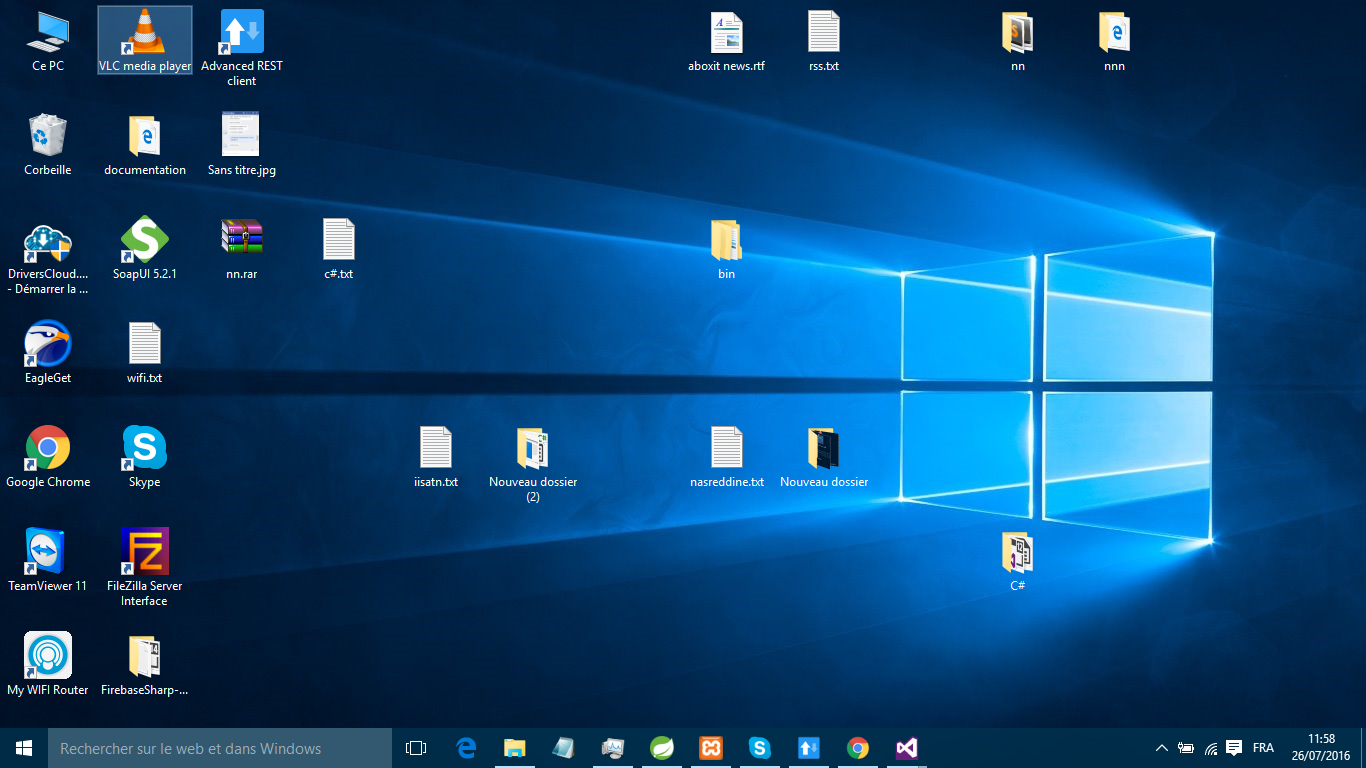 Ce PC
VLC media player
Advanced REST
client
aboxit news.rtf
rss.txt
nn
nnn
Corbeille
documentation
Sans titre.jpg
DriversCloud....
- Démarrer la ...
SoapUI 5.2.1
nn.rar
c#.txt
bin
EagleGet
wifi.txt
Google Chrome
Skype
iisatn.txt
Nouveau dossier
(2)
nasreddine.txt
Nouveau dossier
TeamViewer 11
FileZilla Server
Interface
C#
My WIFI Router
FirebaseSharp-...
Rechercher sur le web et dans Windows
FRA
11:58
26/07/2016